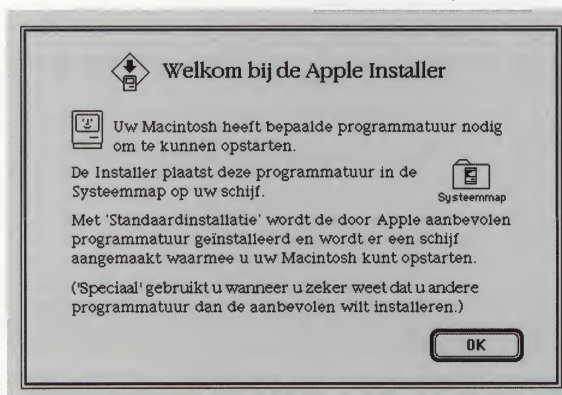 Welkom bij de Apple Installer
Uw Macintosh heeft bepaalde programmatuur nodig
om te kunnen opstarten.
De Installer plaatst deze programmatuur in de
Systeemmap op uw schijf.
Systeemmap
Met 'Standaardinstallatie' wordt de door Apple aanbevolen
programmatuur geïnstalleerd en wordt er een schijf
aangemaakt waarmee u uw Macintosh kunt opstarten.
('Speciaal' gebruikt u wanneer u zeker weet dat u andere
programmatuur dan de aanbevolen wilt installeren.)
OK